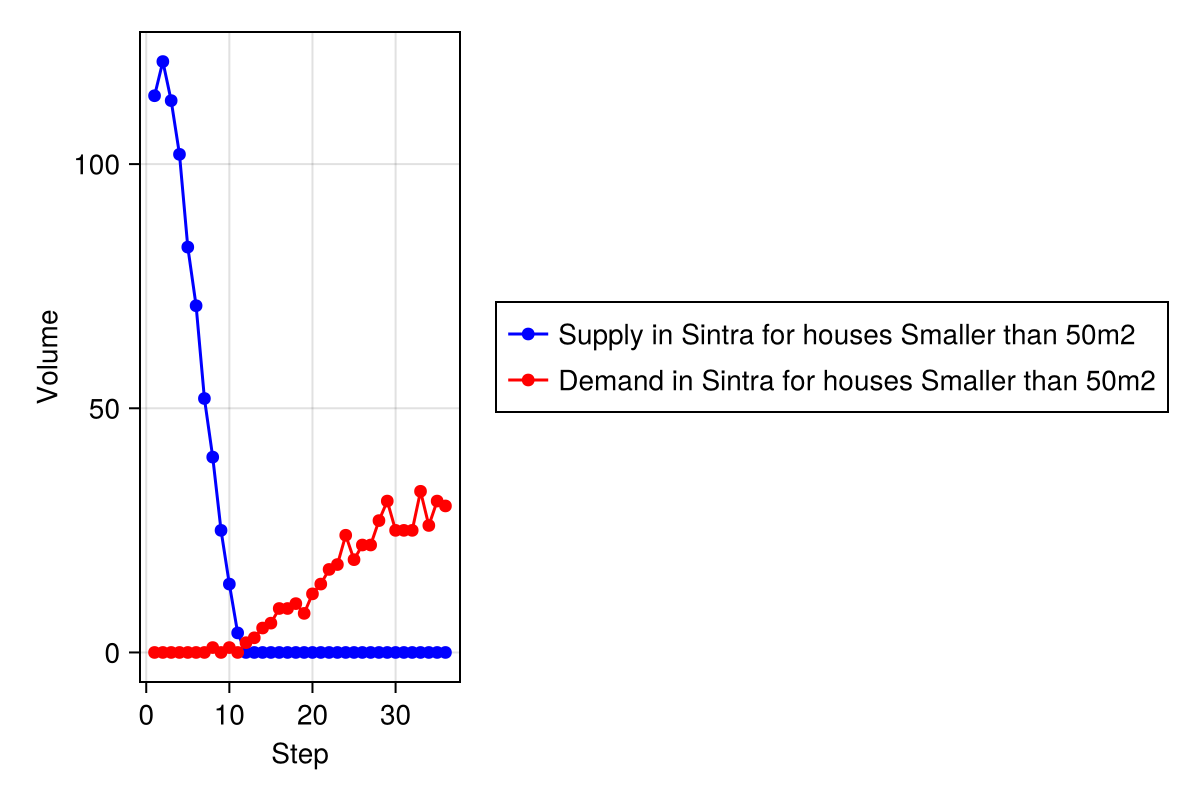 100
50
0
Volume
0 10 20 30
Step
Supply in Sintra for houses Smaller than 50m2
Demand in Sintra for houses Smaller than 50m2